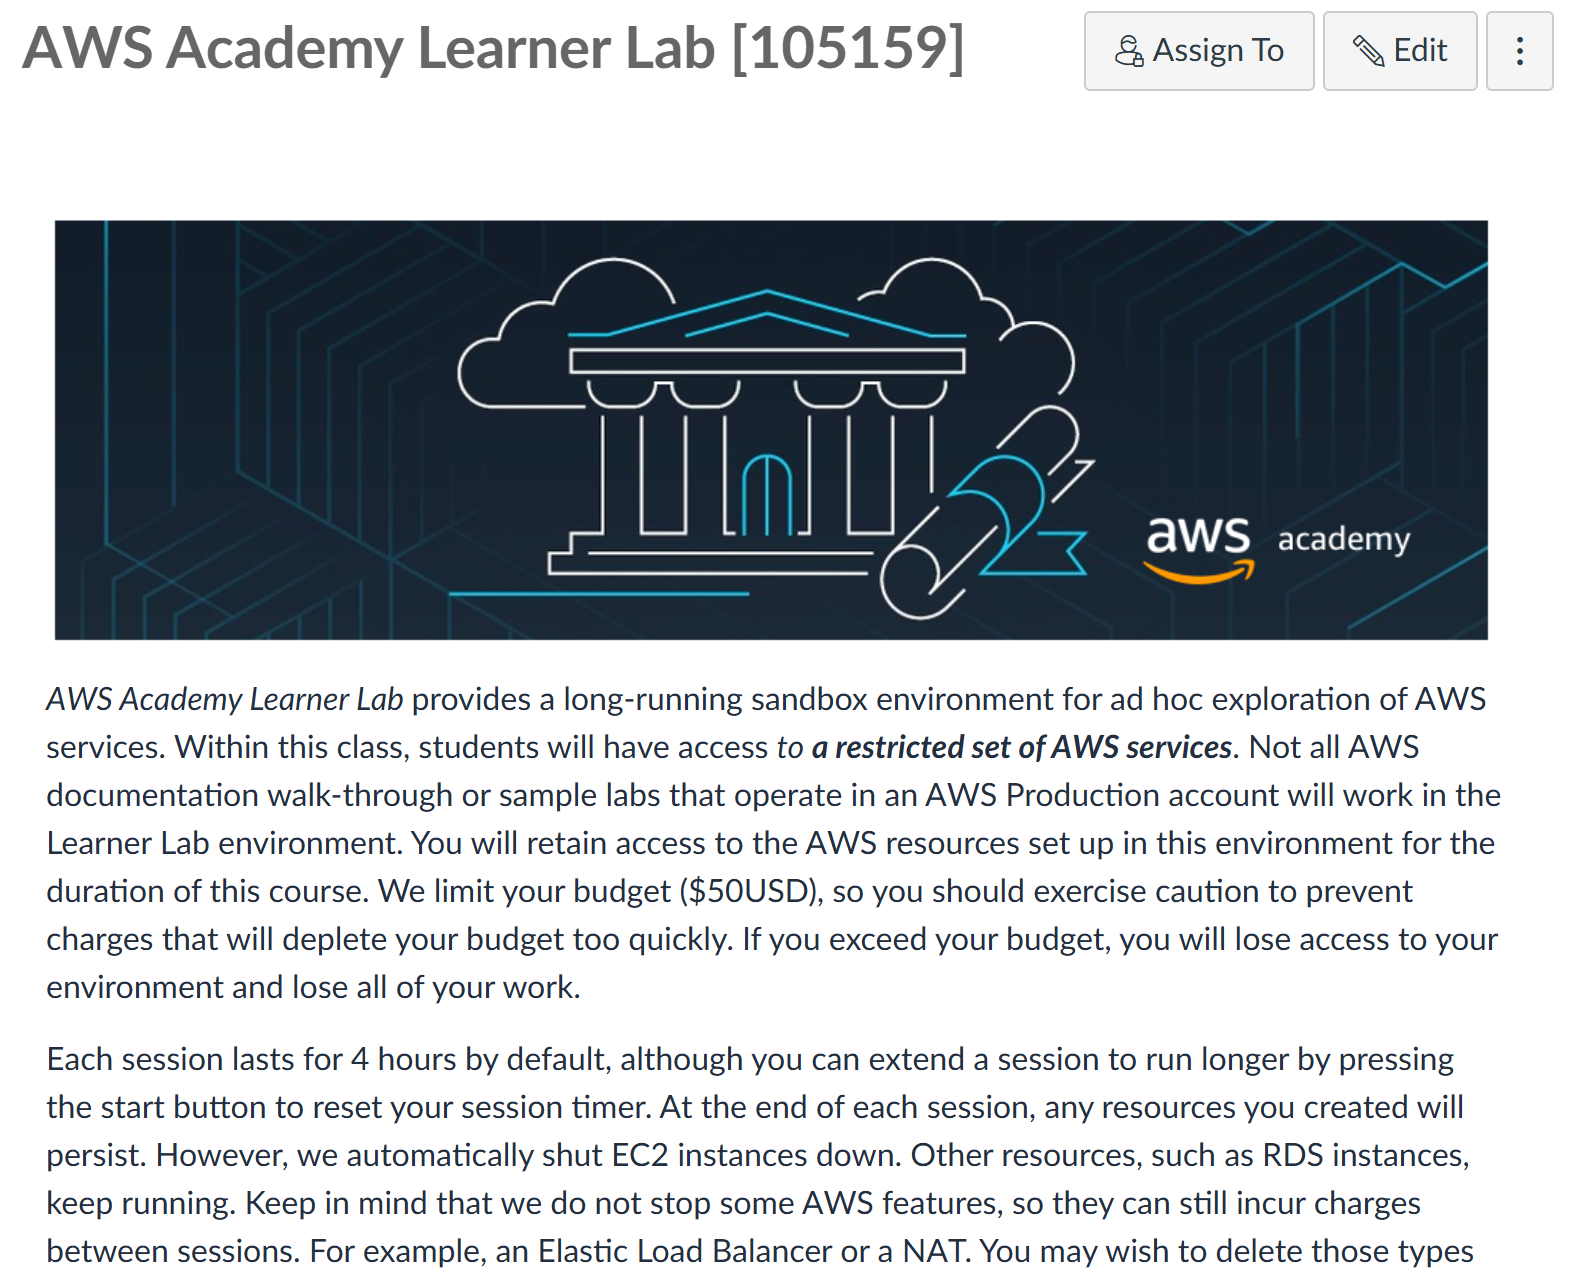 AWS Academy Learner Lab [105159]
Assign To
Edit
aws academy
AWS Academy Learner Lab provides a long-running sandbox environment for ad hoc exploration of AWS
services. Within this class, students will have access to a restricted set of AWS services. Not all AWS
documentation walk-through or sample labs that operate in an AWS Production account will work in the
Learner Lab environment. You will retain access to the AWS resources set up in this environment for the
duration of this course. We limit your budget ($50USD), so you should exercise caution to prevent
charges that will deplete your budget too quickly. If you exceed your budget, you will lose access to your
environment and lose all of your work.
Each session lasts for 4 hours by default, although you can extend a session to run longer by pressing
the start button to reset your session timer. At the end of each session, any resources you created will
persist. However, we automatically shut EC2 instances down. Other resources, such as RDS instances,
keep running. Keep in mind that we do not stop some AWS features, so they can still incur charges
between sessions. For example, an Elastic Load Balancer or a NAT. You may wish to delete those types